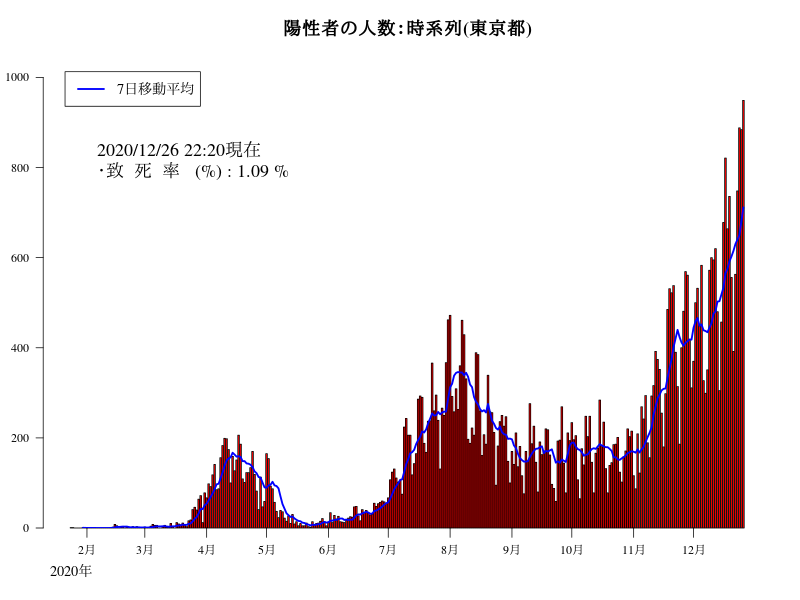 陽性者の人数:時系列(東京都)
1000
800
600
400
200
0
7日移動平均
2020/12/26 22:20現在
・致 死 率 (%) : 1.09 %
2月 3月 4月 5月 6月 7月 8月 9月 10月 11月 12月
2020年